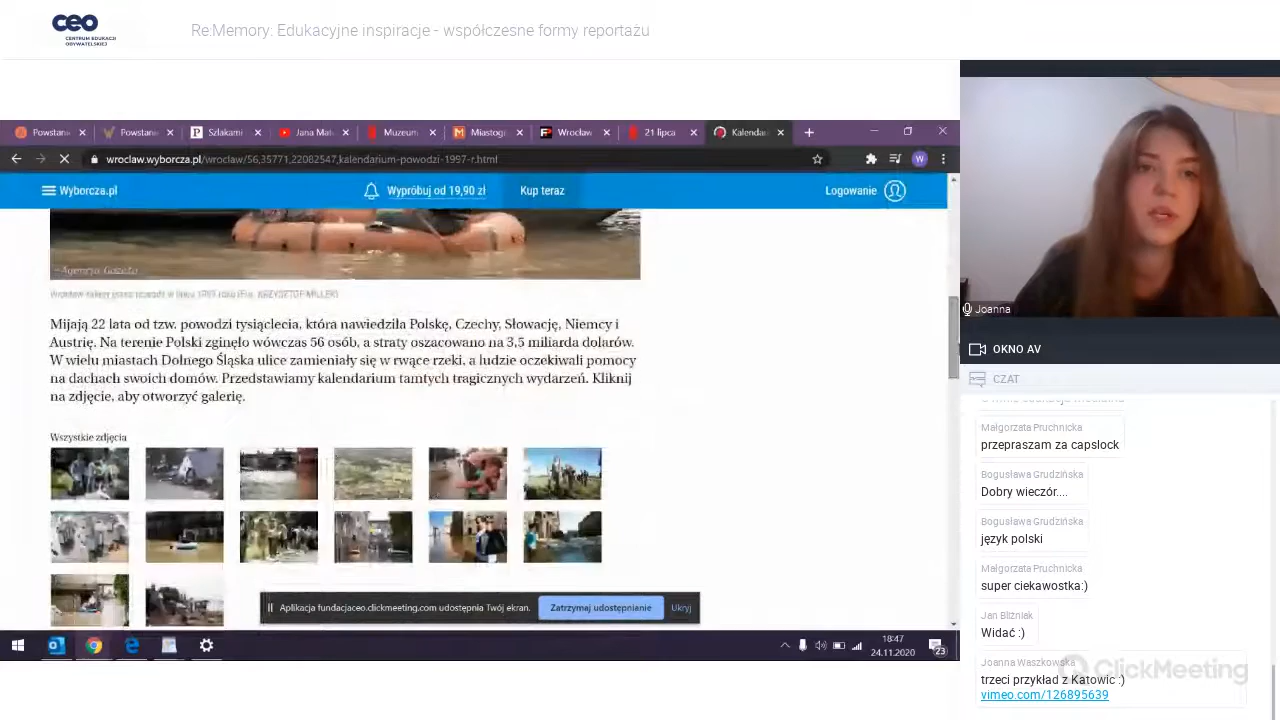 ceo
CENTRUM EDUKACJI
OBYWATELSKIEJ
Re:Memory: Edukacyjne inspiracje - współczesne formy reportażu
Powstanie
Powstanie
Szlakami
Jana Mat
Muzeum
Miastogr
Wrocław
21 lipca
Kalendar
wroclaw.wyborcza.pl/wroclaw/56,35771,22082547,kalendarium-powodzi-1997-r.html
W
Wyborcza.pl
Wypróbuj od 19,90 zł
Kup teraz
Logowanie
Agencja Gazeta
Mijają 22 lata od tzw. powodzi tysiąclecia, która nawiedziła Polskę, Czechy, Słowację, Niemcy i
Austrię. Na terenie Polski zginęło wówczas 56 osób, a straty oszacowano na 3,5 miliarda dolarów.
W wielu miastach Dolnego Śląska ulice zamieniały się w rwące rzeki, a ludzie oczekiwali pomocy
na dachach swoich domów. Przedstawiamy kalendarium tamtych tragicznych wydarzeń. Kliknij
na zdjęcie, aby otworzyć galerię.
Wszystkie zdjęcia
Aplikacja fundacjaceo.clickmeeting.com udostępnia Twój ekran.
Zatrzymaj udostępnianie
Ukryj
18:47
24.11.2020
23
Joanna
OKNO AV
CZAT
Małgorzata Pruchnicka
przepraszam za capslock
Bogusława Grudzińska
Dobry wieczór....
Bogusława Grudzińska
język polski
Małgorzata Pruchnicka
super ciekawostka:)
Jan Bliźniak
Widać :)
Joanna Waszkowska
trzeci przykład z Katowic :)
vimeo.com/126895639
ClickMeeting